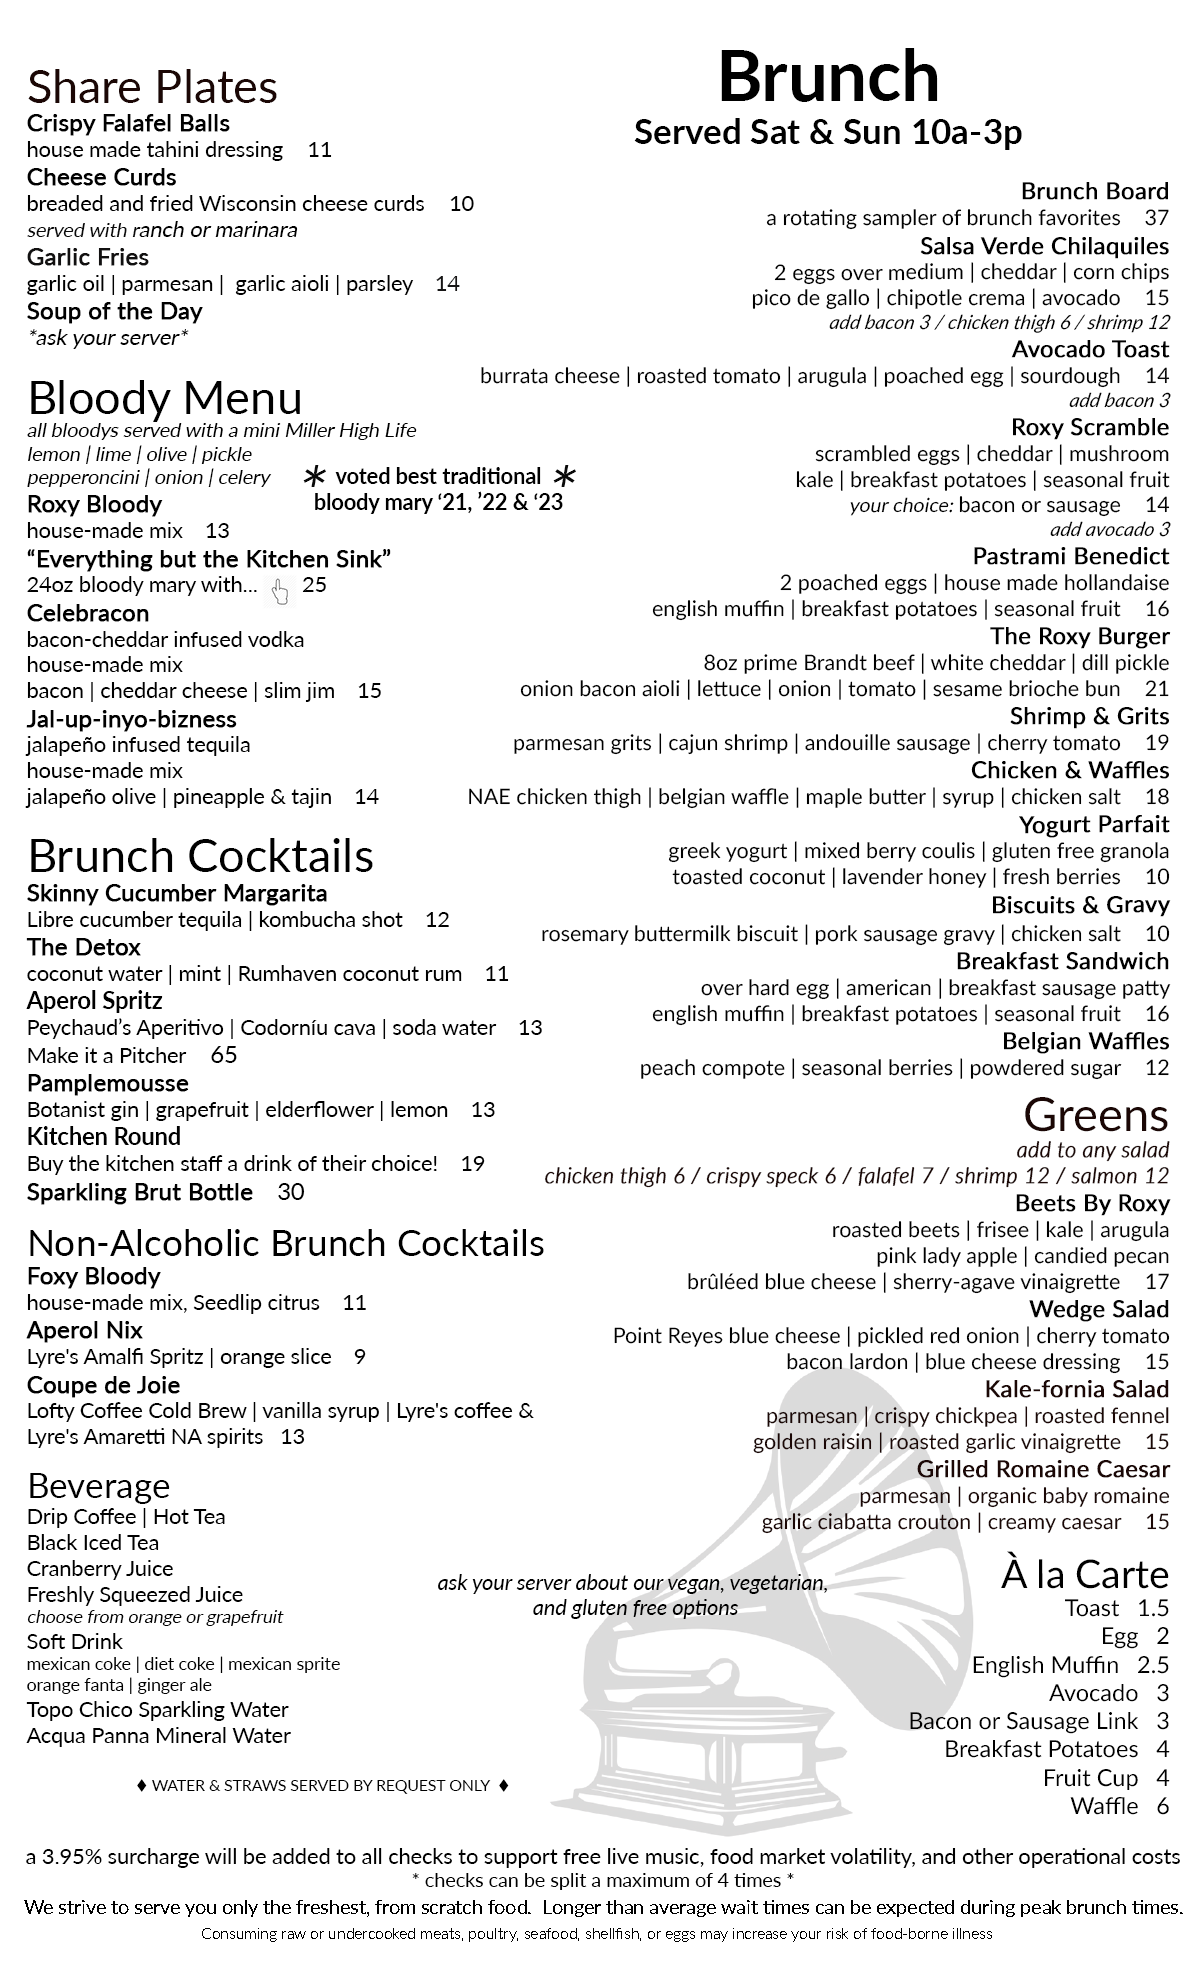 Share Plates
Crispy Falafel Balls
house made tahini dressing 11
Cheese Curds
breaded and fried Wisconsin cheese curds 10
served with ranch or marinara
Garlic Fries
garlic oil | parmesan | garlic aioli | parsley 14
Soup of the Day
*ask your server*
Bloody Menu
all bloodys served with a mini Miller High Life
lemon | lime | olive | pickle
pepperoncini | onion | celery
* voted best traditional *
bloody mary ‘21, ’22 & ‘23
Roxy Bloody
house-made mix 13
“Everything but the Kitchen Sink”
24oz bloody mary with... 25
Celebracon
bacon-cheddar infused vodka
house-made mix
bacon | cheddar cheese | slim jim 15
Jal-up-inyo-bizness
jalapeño infused tequila
house-made mix
jalapeño olive | pineapple & tajin 14
Brunch Cocktails
Skinny Cucumber Margarita
Libre cucumber tequila | kombucha shot 12
The Detox
coconut water | mint | Rumhaven coconut rum 11
Aperol Spritz
Peychaud’s Aperitivo | Codorníu cava | soda water 13
Make it a Pitcher 65
Pamplemousse
Botanist gin | grapefruit | elderflower | lemon 13
Kitchen Round
Buy the kitchen staff a drink of their choice! 19
Sparkling Brut Bottle 30
Non-Alcoholic Brunch Cocktails
Foxy Bloody
house-made mix, Seedlip citrus 11
Aperol Nix
Lyre's Amalfi Spritz | orange slice 9
Coupe de Joie
Lofty Coffee Cold Brew | vanilla syrup | Lyre's coffee &
Lyre's Amaretti NA spirits 13
Beverage
Drip Coffee | Hot Tea
Black Iced Tea
Cranberry Juice
Freshly Squeezed Juice
choose from orange or grapefruit
Soft Drink
mexican coke | diet coke | mexican sprite
orange fanta | ginger ale
Topo Chico Sparkling Water
Acqua Panna Mineral Water
♦ WATER & STRAWS SERVED BY REQUEST ONLY ♦
Brunch
Served Sat & Sun 10a-3p
Brunch Board
a rotating sampler of brunch favorites 37
Salsa Verde Chilaquiles
2 eggs over medium | cheddar | corn chips
pico de gallo | chipotle crema | avocado 15
add bacon 3 / chicken thigh 6 / shrimp 12
Avocado Toast
burrata cheese | roasted tomato | arugula | poached egg | sourdough 14
add bacon 3
Roxy Scramble
scrambled eggs | cheddar | mushroom
kale | breakfast potatoes | seasonal fruit
your choice: bacon or sausage 14
add avocado 3
Pastrami Benedict
2 poached eggs | house made hollandaise
english muffin | breakfast potatoes | seasonal fruit 16
The Roxy Burger
8oz prime Brandt beef | white cheddar | dill pickle
onion bacon aioli | lettuce | onion | tomato | sesame brioche bun 21
Shrimp & Grits
parmesan grits | cajun shrimp | andouille sausage | cherry tomato 19
Chicken & Waffles
NAE chicken thigh | belgian waffle | maple butter | syrup | chicken salt 18
Yogurt Parfait
greek yogurt | mixed berry coulis | gluten free granola
toasted coconut | lavender honey | fresh berries 10
Biscuits & Gravy
rosemary buttermilk biscuit | pork sausage gravy | chicken salt 10
Breakfast Sandwich
over hard egg | american | breakfast sausage patty
english muffin | breakfast potatoes | seasonal fruit 16
Belgian Waffles
peach compote | seasonal berries | powdered sugar 12
Greens
add to any salad
chicken thigh 6 / crispy speck 6 / falafel 7 / shrimp 12 / salmon 12
Beets By Roxy
roasted beets | frisee | kale | arugula
pink lady apple | candied pecan
brûléed blue cheese | sherry-agave vinaigrette 17
Wedge Salad
Point Reyes blue cheese | pickled red onion | cherry tomato
bacon lardon | blue cheese dressing 15
Kale-fornia Salad
parmesan | crispy chickpea | roasted fennel
golden raisin | roasted garlic vinaigrette 15
Grilled Romaine Caesar
parmesan | organic baby romaine
garlic ciabatta crouton | creamy caesar 15
ask your server about our vegan, vegetarian,
and gluten free options
À la Carte
Toast 1.5
Egg 2
English Muffin 2.5
Avocado 3
Bacon or Sausage Link 3
Breakfast Potatoes 4
Fruit Cup 4
Waffle 6
a 3.95% surcharge will be added to all checks to support free live music, food market volatility, and other operational costs
* checks can be split a maximum of 4 times *
We strive to serve you only the freshest, from scratch food. Longer than average wait times can be expected during peak brunch times.
Consuming raw or undercooked meats, poultry, seafood, shellfish, or eggs may increase your risk of food-borne illness